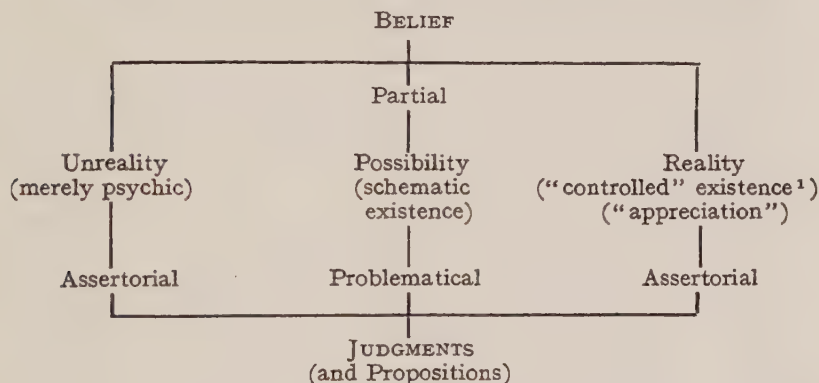 BELIEF
Partial
Unreality Possibility Reality
(merely psychic) (schematic (“controlled” existence¹)
existence) (“appreciation”)
Assertorial Problematical Assertorial
JUDGMENTS
(and Propositions)